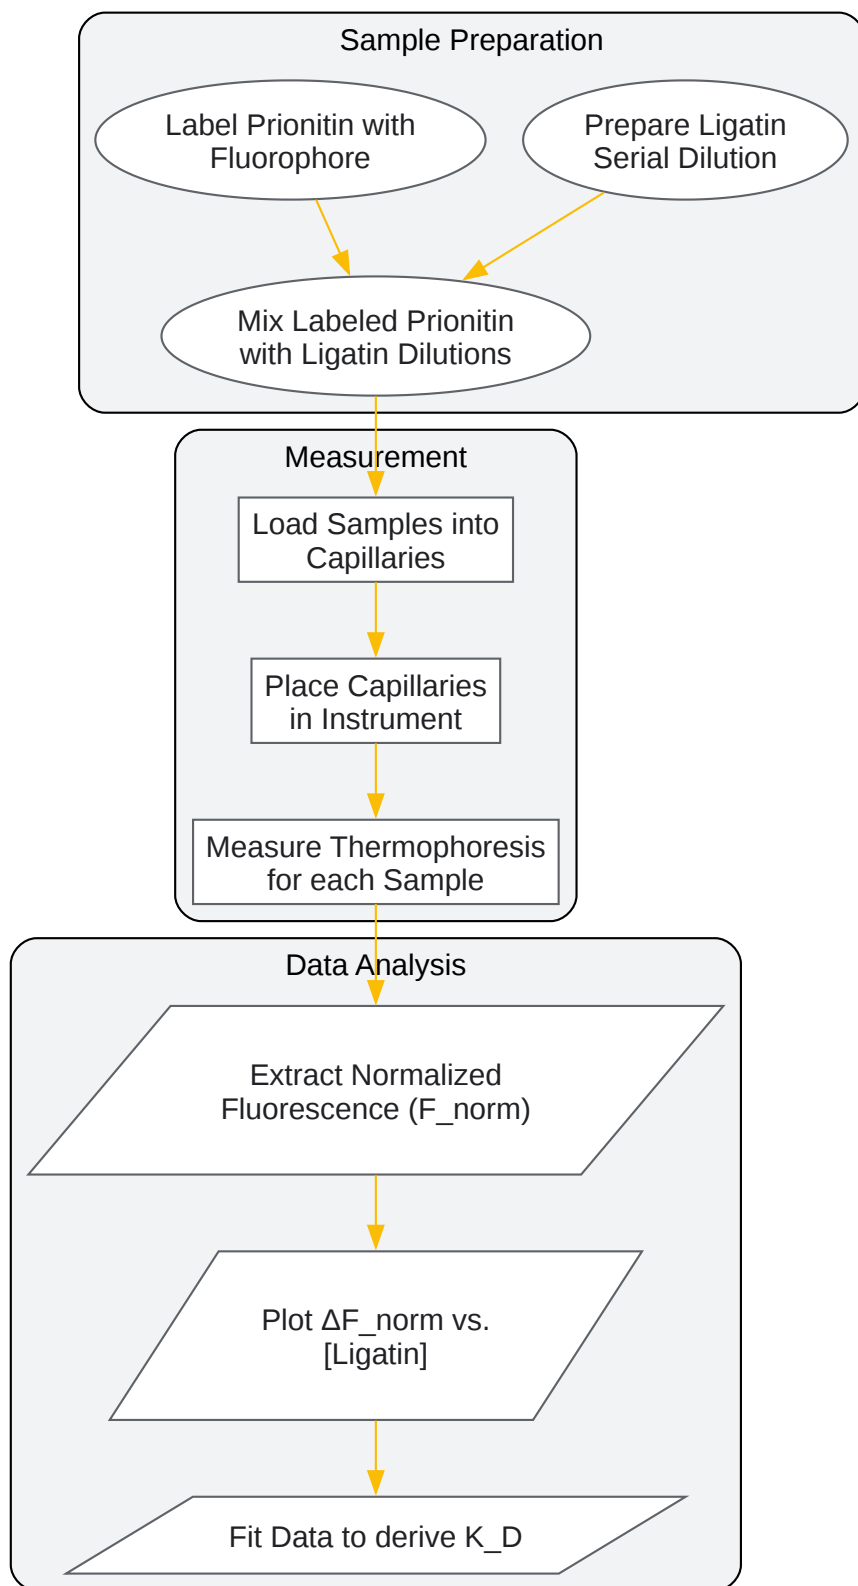 Sample Preparation
Label Prionitin with
Fluorophore
Prepare Ligatin
Serial Dilution
Mix Labeled Prionitin
with Ligatin Dilutions
Measurement
Load Samples into
Capillaries
Place Capillaries
in Instrument
Measure Thermophoresis
for each Sample
Data Analysis
Extract Normalized
Fluorescence (F_norm)
Plot ΔF_norm vs.
[Ligatin]
Fit Data to derive K_D